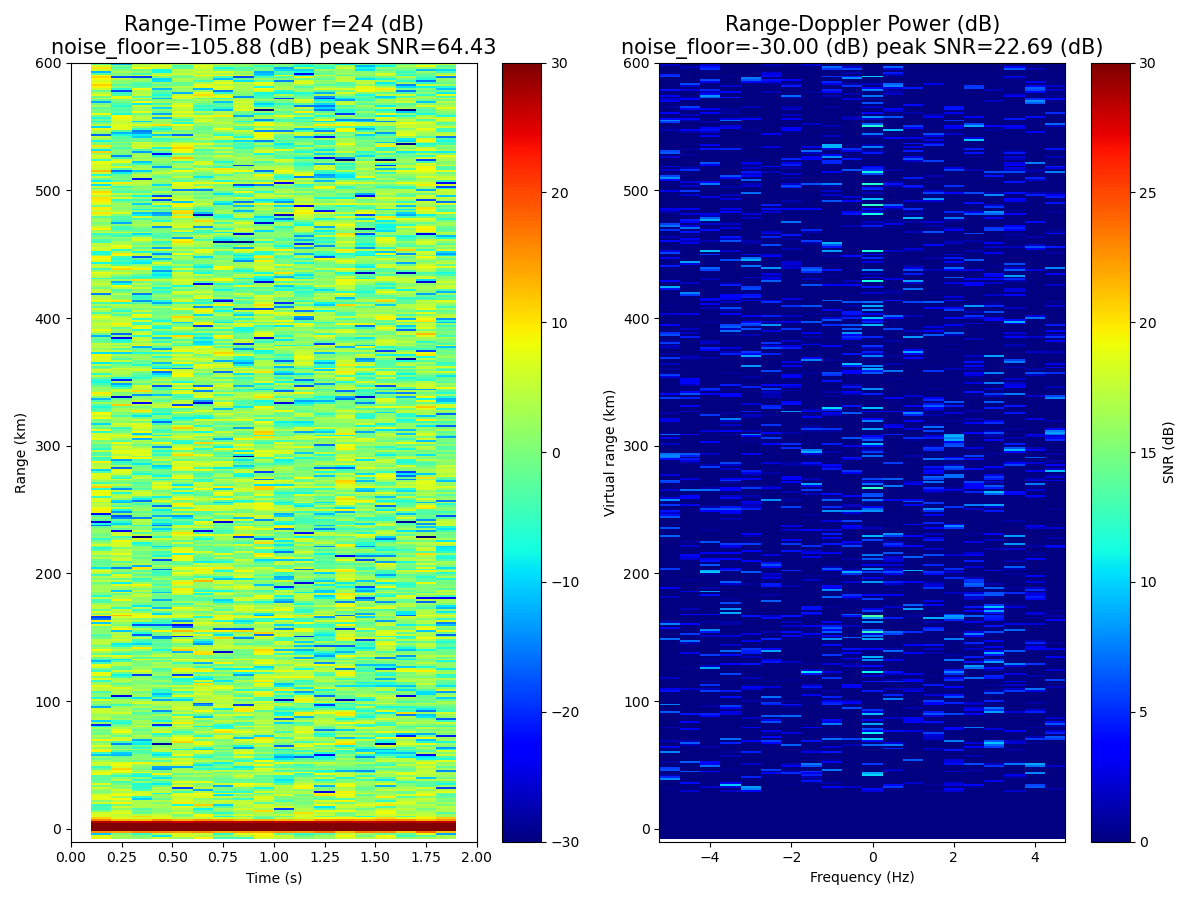 Range-Time Power f=24 (dB)
noise_floor=-105.88 (dB) peak SNR=64.43
600
500
400
300
200
100
0
Range (km)
0.00 0.25 0.50 0.75 1.00 1.25 1.50 1.75 2.00
Time (s)
30
20
10
0
−10
−20
−30
Range-Doppler Power (dB)
noise_floor=-30.00 (dB) peak SNR=22.69 (dB)
600
500
400
300
200
100
0
Virtual range (km)
−4 −2 0 2 4
Frequency (Hz)
30
25
20
15
10
5
0
SNR (dB)